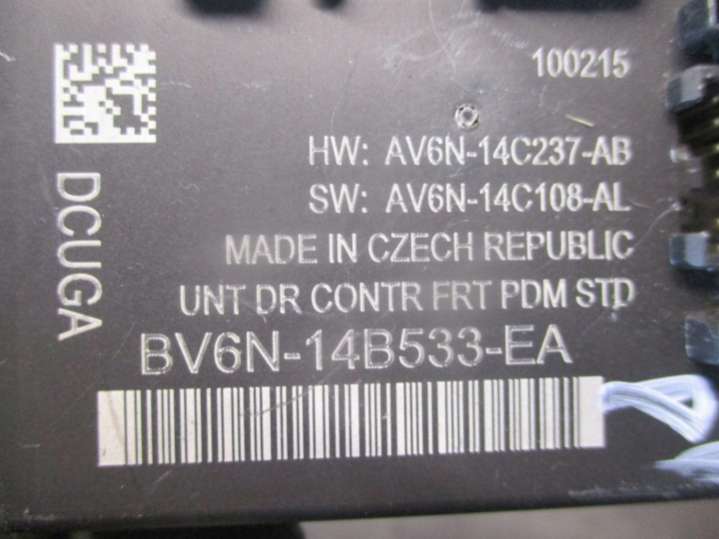 100215
HW: AV6N-14C237-AB
SW: AV6N-14C108-AL
DCUGA
MADE IN CZECH REPUBLIC
UNT DR CONTR FRT PDM STD
BV6N-14B533-EA